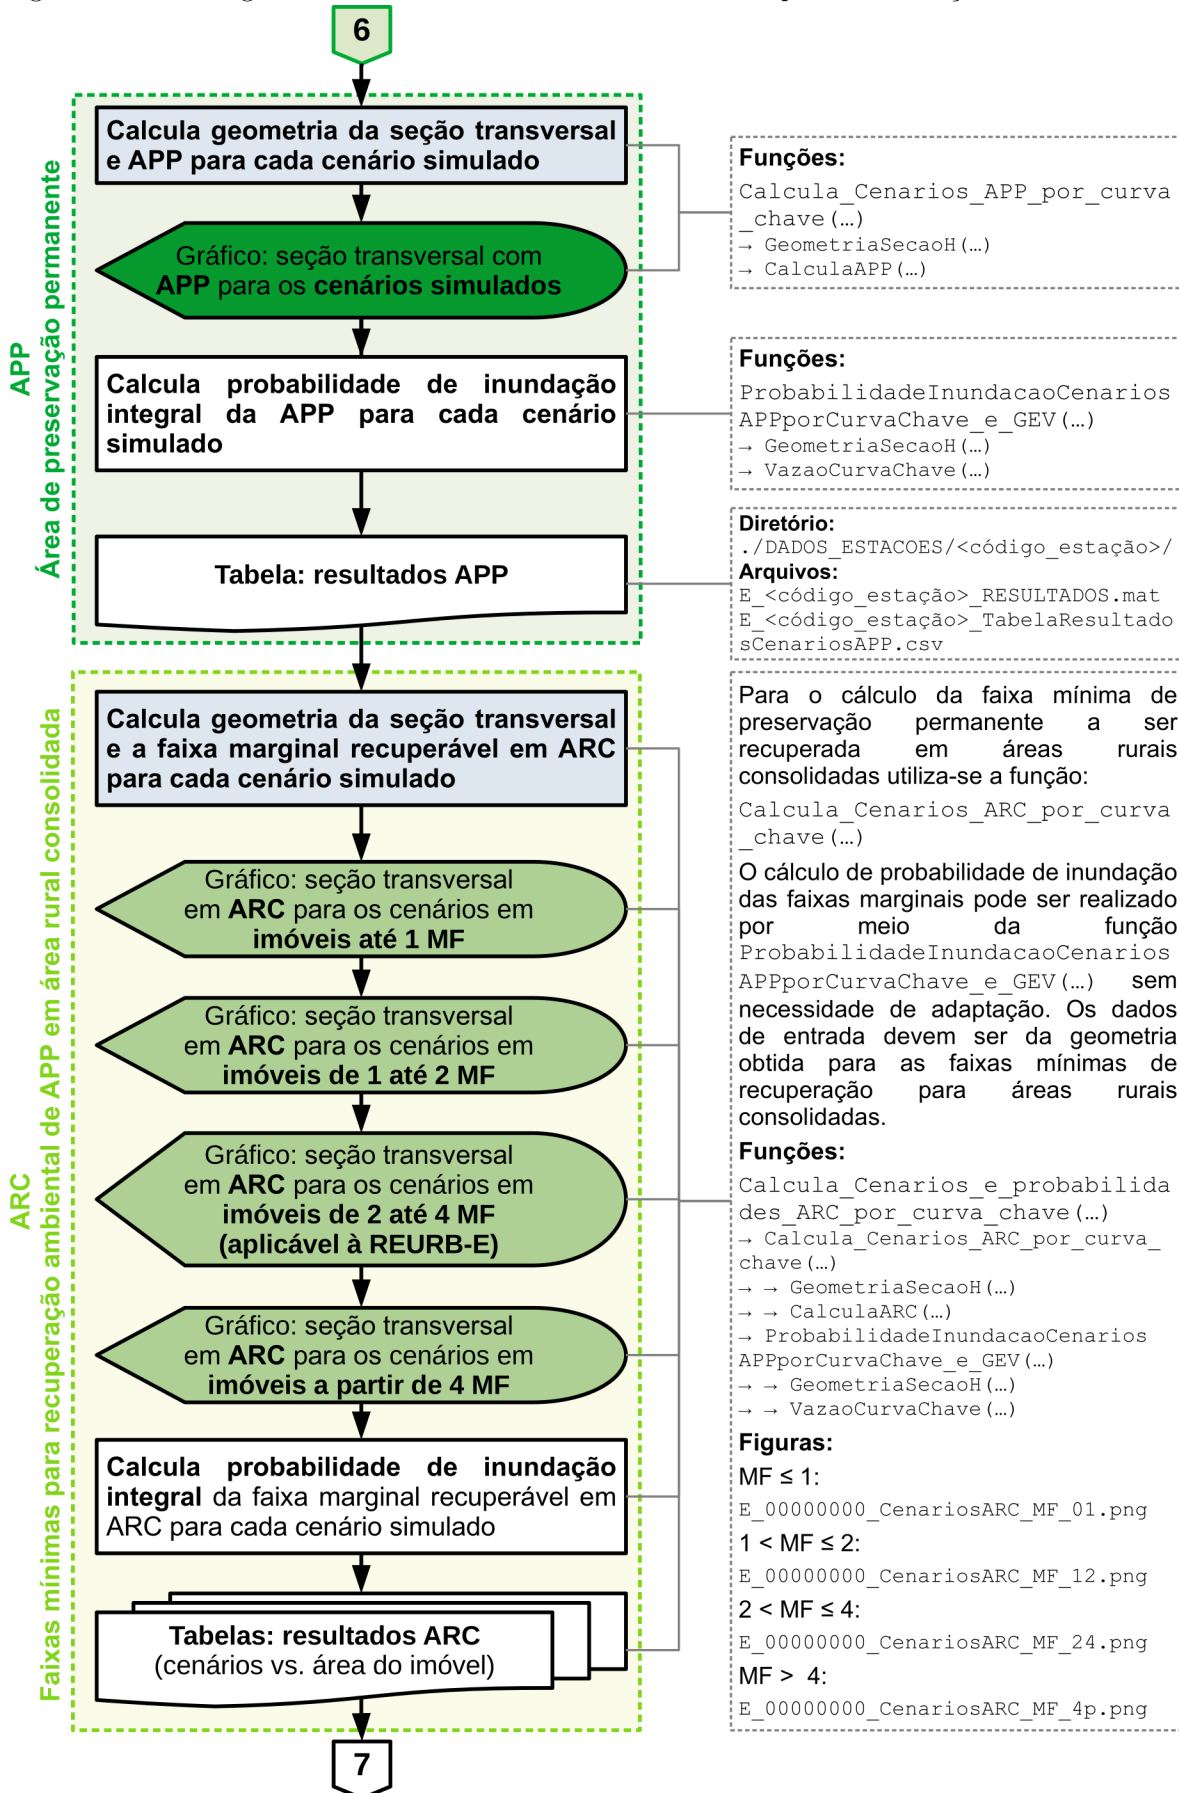 6
APP
Área de preservação permanente
Calcula geometria da seção transversal
e APP para cada cenário simulado
Gráfico: seção transversal com
APP para os cenários simulados
Funções:
Calcula_Cenarios_APP_por_curva
_chave(…)
→ GeometriaSecaoH(…)
→ CalculaAPP(…)
Calcula probabilidade de inundação
integral da APP para cada cenário
simulado
Funções:
ProbabilidadeInundacaoCenarios
APPporCurvaChave_e_GEV(…)
→ GeometriaSecaoH(…)
→ VazaoCurvaChave(…)
Tabela: resultados APP
Diretório:
./DADOS_ESTACOES/<código_estação>/
Arquivos:
E_<código_estação>_RESULTADOS.mat
E_<código_estação>_TabelaResultado
sCenariosAPP.csv
ARC
Faixas mínimas para recuperação ambiental de APP em área rural consolidada
Calcula geometria da seção transversal
e a faixa marginal recuperável em ARC
para cada cenário simulado
Gráfico: seção transversal
em ARC para os cenários em
imóveis até 1 MF
Gráfico: seção transversal
em ARC para os cenários em
imóveis de 1 até 2 MF
Gráfico: seção transversal
em ARC para os cenários em
imóveis de 2 até 4 MF
(aplicável à REURB-E)
Gráfico: seção transversal
em ARC para os cenários em
imóveis a partir de 4 MF
Calcula probabilidade de inundação
integral da faixa marginal recuperável em
ARC para cada cenário simulado
Tabelas: resultados ARC
(cenários vs. área do imóvel)
Para o cálculo da faixa mínima de
preservação permanente a ser
recuperada em áreas rurais
consolidadas utiliza-se a função:
Calcula_Cenarios_ARC_por_curva
_chave(…)
O cálculo de probabilidade de inundação
das faixas marginais pode ser realizado
por meio da função
ProbabilidadeInundacaoCenarios
APPporCurvaChave_e_GEV(…) sem
necessidade de adaptação. Os dados
de entrada devem ser da geometria
obtida para as faixas mínimas de
recuperação para áreas rurais
consolidadas.
Funções:
Calcula_Cenarios_e_probabilida
des_ARC_por_curva_chave(…)
→ Calcula_Cenarios_ARC_por_curva_
chave(…)
→ → GeometriaSecaoH(…)
→ → CalculaARC(…)
→ ProbabilidadeInundacaoCenarios
APPporCurvaChave_e_GEV(…)
→ → GeometriaSecaoH(…)
→ → VazaoCurvaChave(…)
Figuras:
MF ≤ 1:
E_00000000_CenariosARC_MF_01.png
1 < MF ≤ 2:
E_00000000_CenariosARC_MF_12.png
2 < MF ≤ 4:
E_00000000_CenariosARC_MF_24.png
MF > 4:
E_00000000_CenariosARC_MF_4p.png
7